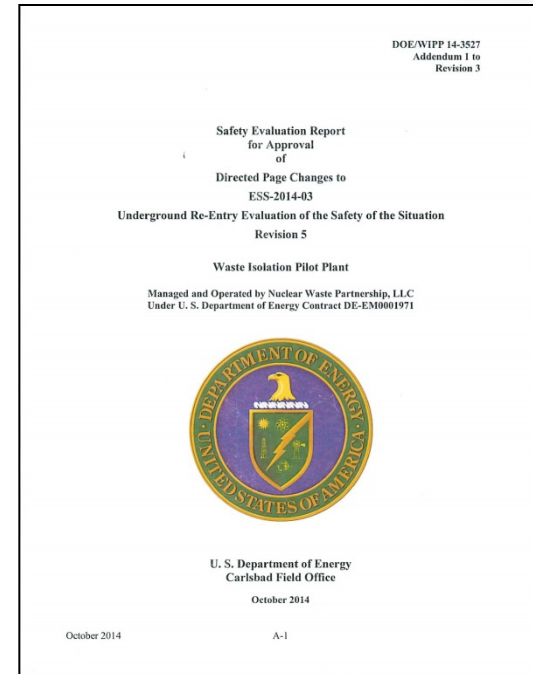 DOE/WIPP 14-3527
Addendum 1 to
Revision 3
Safety Evaluation Report
for Approval
of
Directed Page Changes to
ESS-2014-03
Underground Re-Entry Evaluation of the Safety of the Situation
Revision 5
Waste Isolation Pilot Plant
Managed and Operated by Nuclear Waste Partnership, LLC
Under U. S. Department of Energy Contract DE-EM0001971
DEPARTMENT OF ENERGY
UNITED STATES OF AMERICA
U. S. Department of Energy
Carlsbad Field Office
October 2014
October 2014 A-1